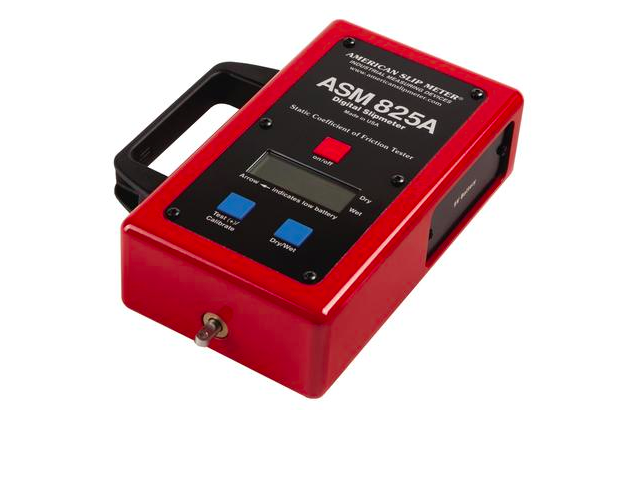 AMERICAN SLIP METER®
INDUSTRIAL MEASURING DEVICES
www.americanslipmeter.com
ASM 825A
Digital Slipmeter
Made in USA
Static Coefficient of Friction Tester
on/off
Dry
Arrow ← indicates low battery
Wet
Test (+)/
Calibrate
Dry/Wet